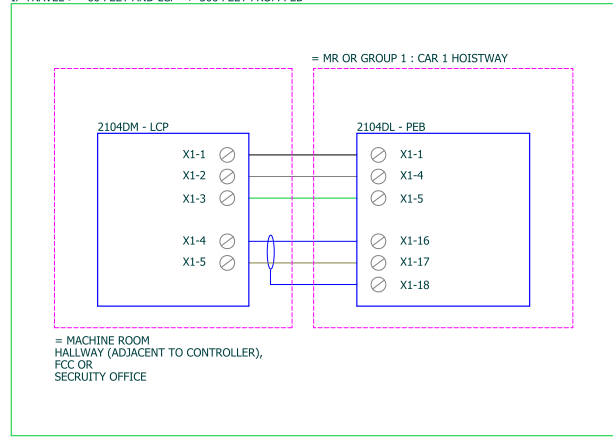 = MR OR GROUP 1 : CAR 1 HOISTWAY
2104DM - LCP
2104DL - PEB
X1-1
X1-1
X1-2
X1-4
X1-3
X1-5
X1-4
X1-16
X1-5
X1-17
X1-18
= MACHINE ROOM
HALLWAY (ADJACENT TO CONTROLLER),
FCC OR
SECRUITY OFFICE